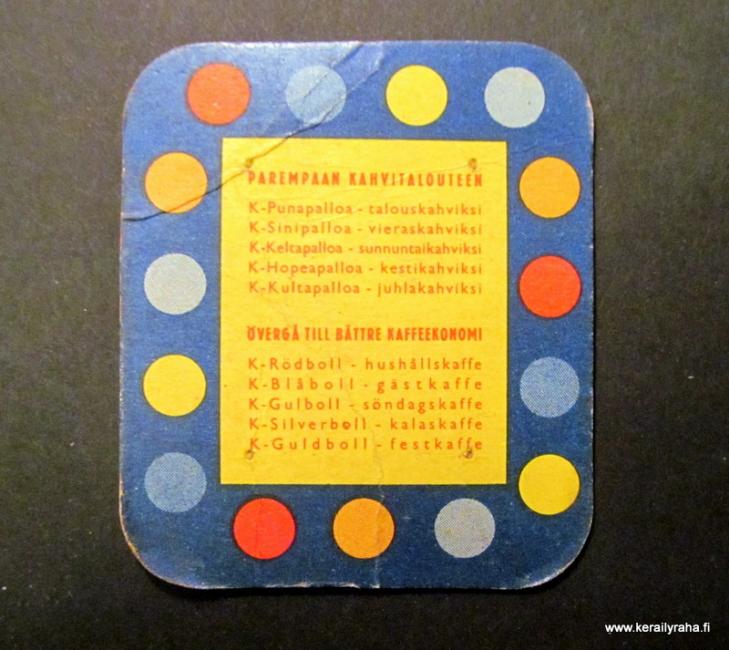 PAREMPAAN KAHVITALOUTEEN
K-Punapalloa - talouskahviksi
K-Sinipalloa - vieraskahviksi
K-Keltapalloa - sunnuntaikahviksi
K-Hopeapalloa - kestikahviksi
K-Kultapalloa - juhlakahviksi
ÖVERGÅ TILL BÄTTRE KAFFEEKONOMI
K-Rödboll - hushållskaffe
K-Blåboll - gästkaffe
K-Gulboll - söndagskaffe
K-Silverboll - kalaskaffe
K-Guldboll - festkaffe
www.kerailyraha.fi